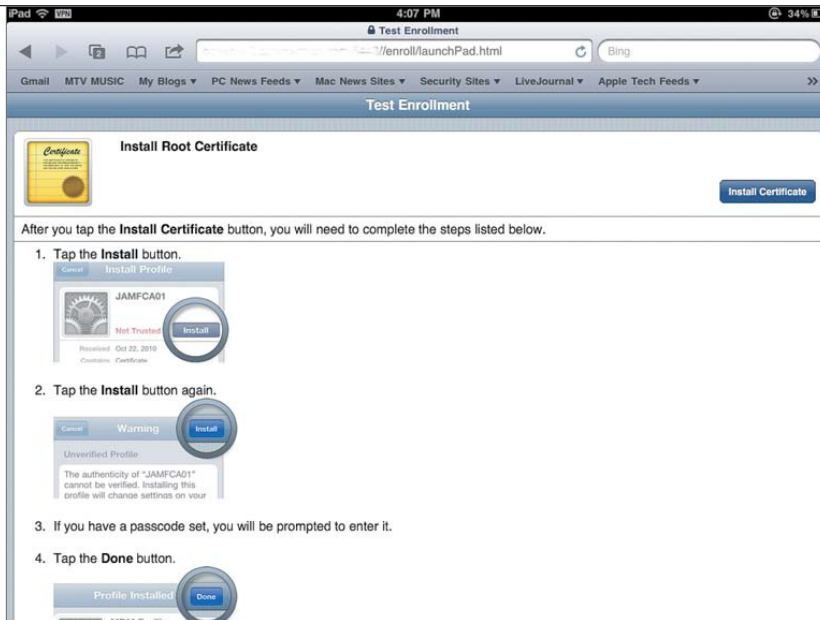 iPad VPN 4:07 PM 34%
Test Enrollment
2 //enroll/launchPad.html Bing
Gmail MTV MUSIC My Blogs ▾ PC News Feeds ▾ Mac News Sites ▾ Security Sites ▾ LiveJournal ▾ Apple Tech Feeds ▾ »
Test Enrollment
Certificate
Install Root Certificate
Install Certificate
After you tap the Install Certificate button, you will need to complete the steps listed below.
1. Tap the Install button.
Cancel Install Profile
JAMFCA01
Not Trusted Install
Received Oct 22, 2010
Contains Certificate
2. Tap the Install button again.
Cancel Warning Install
Unverified Profile
The authenticity of "JAMFCA01"
cannot be verified. Installing this
profile will change settings on your
3. If you have a passcode set, you will be prompted to enter it.
4. Tap the Done button.
Profile Installed Done